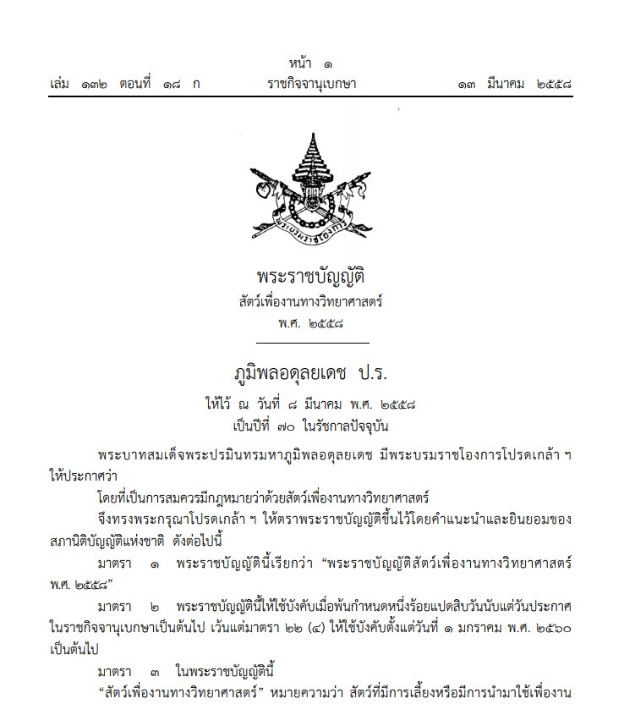 หน้า ๑
เล่ม ๑๓๒ ตอนที่ ๑๘ ก ราชกิจจานุเบกษา ๑๓ มีนาคม ๒๕๕๘
พระบรมราชโองการ
พระราชบัญญัติ
สัตว์เพื่องานทางวิทยาศาสตร์
พ.ศ. ๒๕๕๘
ภูมิพลอดุลยเดช ป.ร.
ให้ไว้ ณ วันที่ ๘ มีนาคม พ.ศ. ๒๕๕๘
เป็นปีที่ ๗๐ ในรัชกาลปัจจุบัน
พระบาทสมเด็จพระปรมินทรมหาภูมิพลอดุลยเดช มีพระบรมราชโองการโปรดเกล้า ฯ
ให้ประกาศว่า
โดยที่เป็นการสมควรมีกฎหมายว่าด้วยสัตว์เพื่องานทางวิทยาศาสตร์
จึงทรงพระกรุณาโปรดเกล้า ฯ ให้ตราพระราชบัญญัติขึ้นไว้โดยคำแนะนำและยินยอมของ
สภานิติบัญญัติแห่งชาติ ดังต่อไปนี้
มาตรา ๑ พระราชบัญญัตินี้เรียกว่า “พระราชบัญญัติสัตว์เพื่องานทางวิทยาศาสตร์
พ.ศ. ๒๕๕๘”
มาตรา ๒ พระราชบัญญัตินี้ให้ใช้บังคับเมื่อพ้นกำหนดหนึ่งร้อยแปดสิบวันนับแต่วันประกาศ
ในราชกิจจานุเบกษาเป็นต้นไป เว้นแต่มาตรา ๒๒ (๔) ให้ใช้บังคับตั้งแต่วันที่ ๑ มกราคม พ.ศ. ๒๕๖๐
เป็นต้นไป
มาตรา ๓ ในพระราชบัญญัตินี้
“สัตว์เพื่องานทางวิทยาศาสตร์” หมายความว่า สัตว์ที่มีการเลี้ยงหรือมีการนำมาใช้เพื่องาน